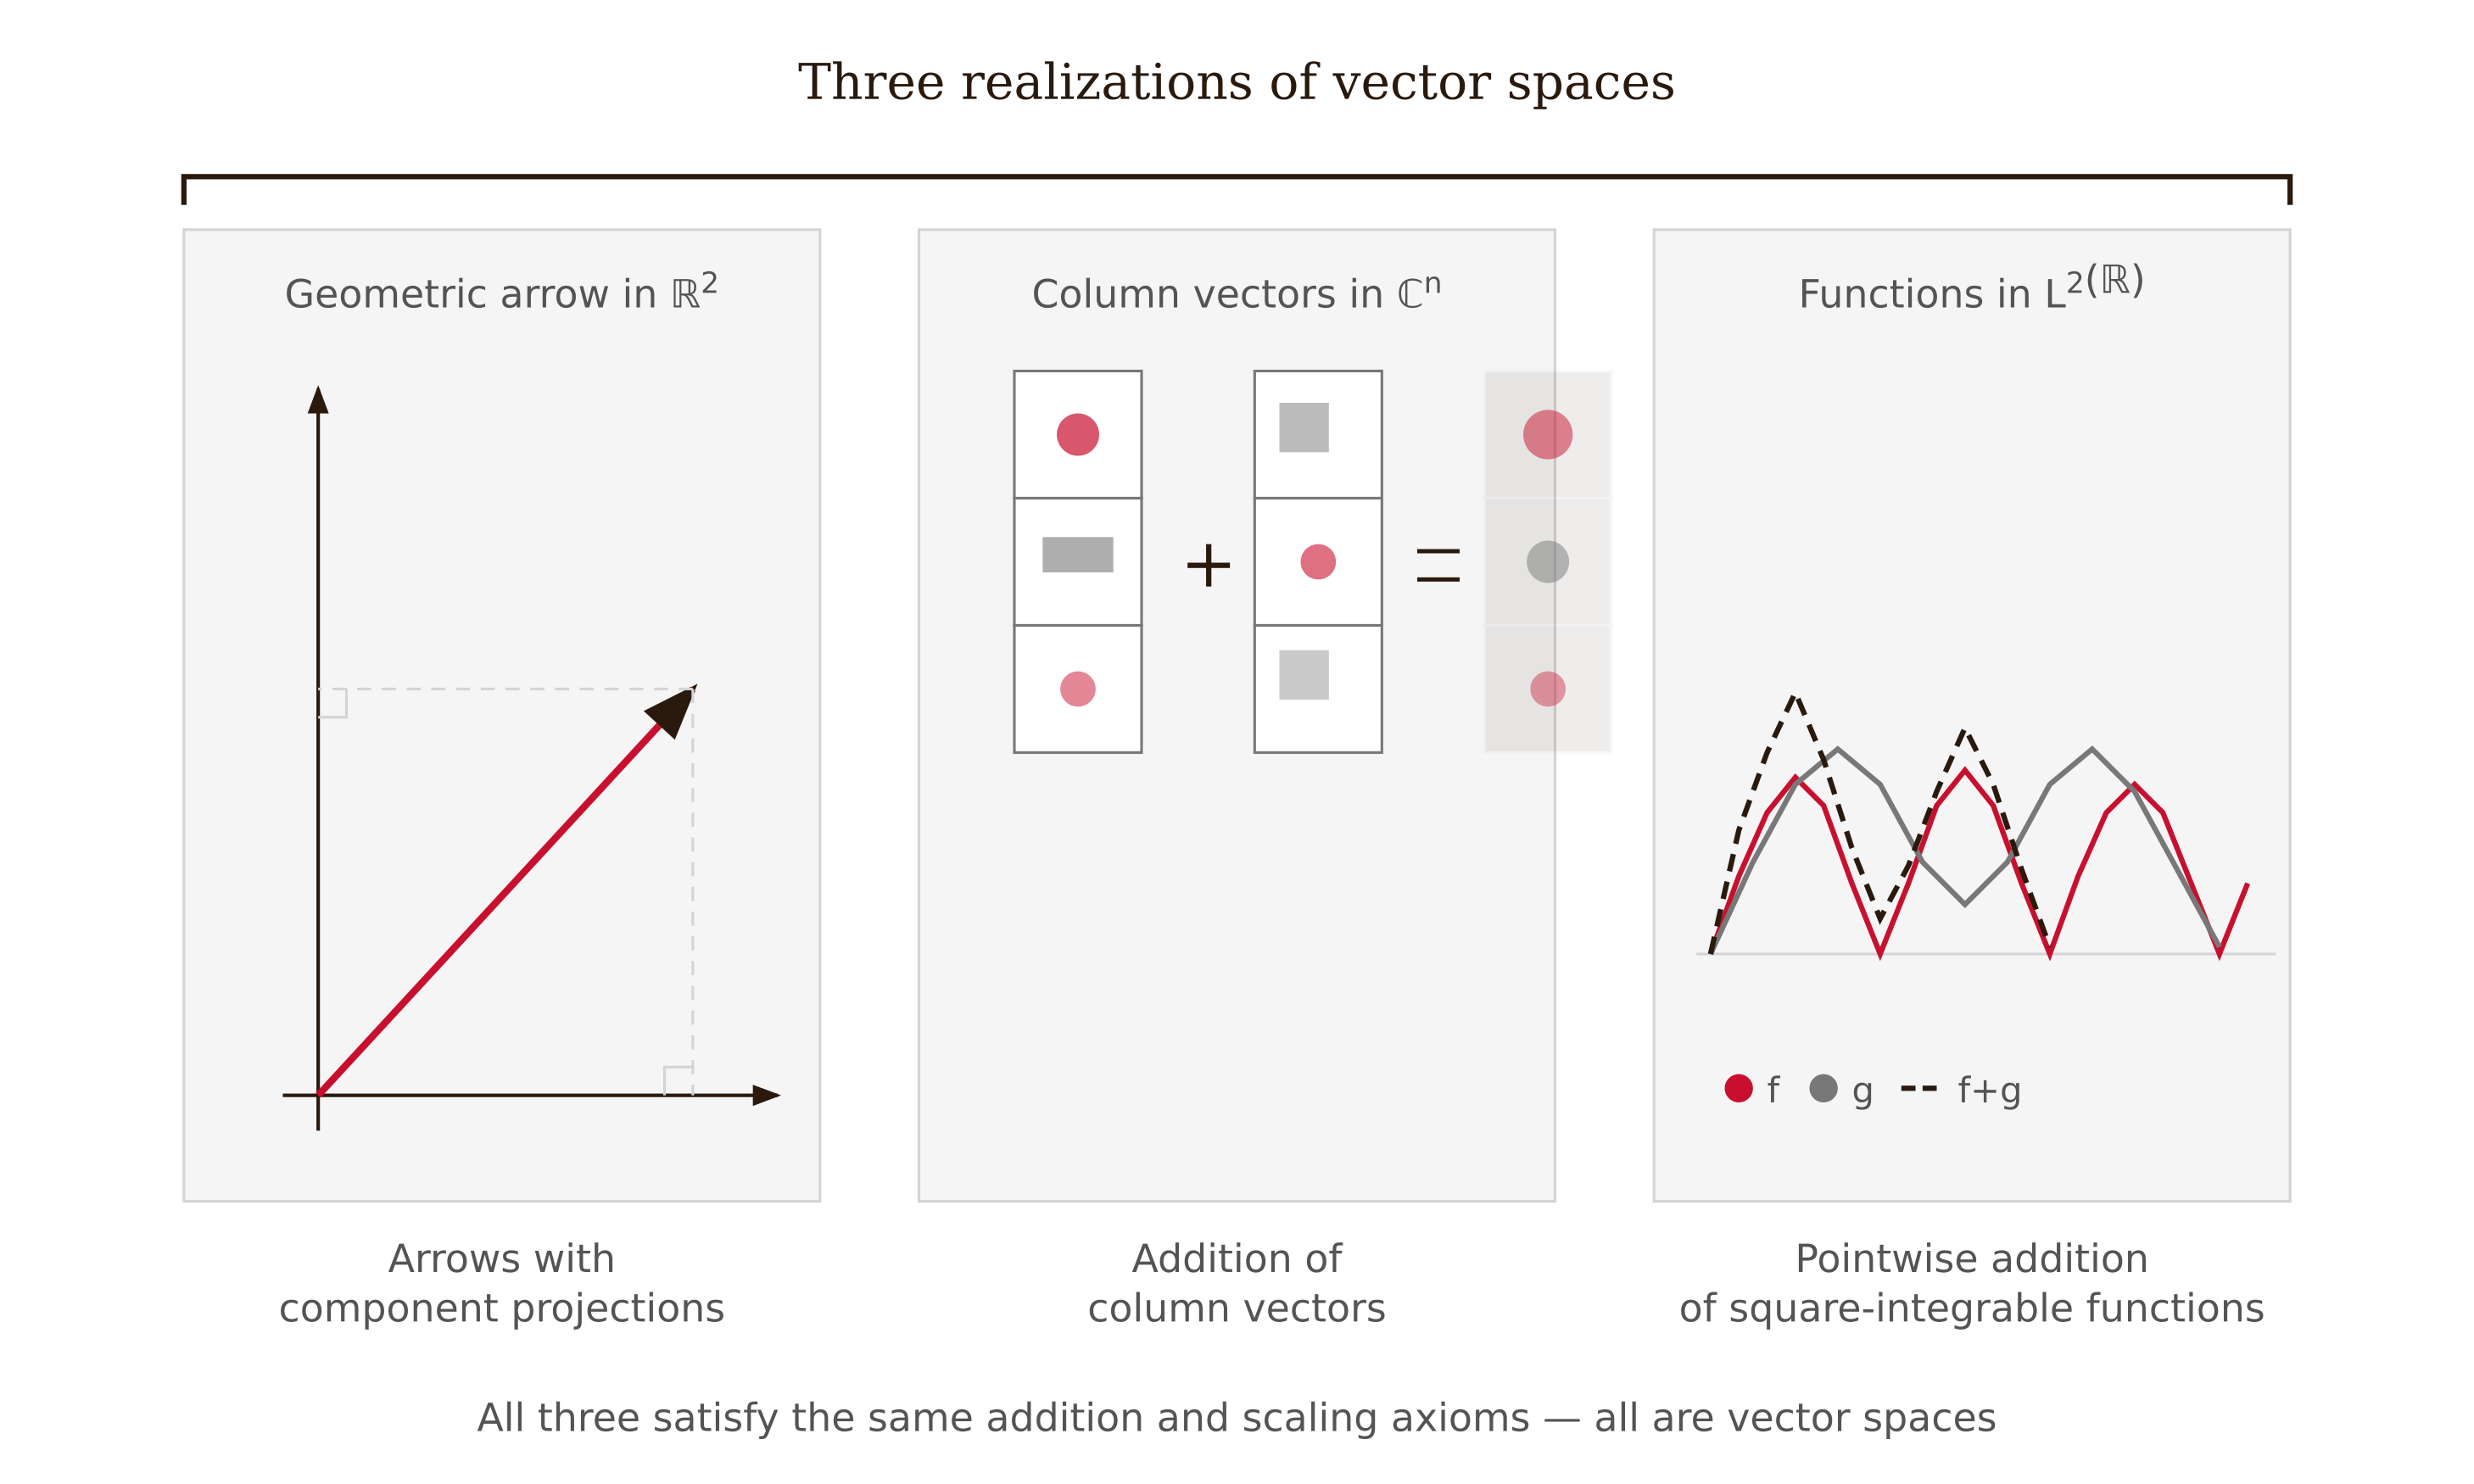 Three realizations of vector spaces
Geometric arrow in ℝ²
Column vectors in ℂⁿ
Functions in L²⁽ℝ⁾
+
=
f
g
f+g
Arrows with
component projections
Addition of
column vectors
Pointwise addition
of square-integrable functions
All three satisfy the same addition and scaling axioms — all are vector spaces